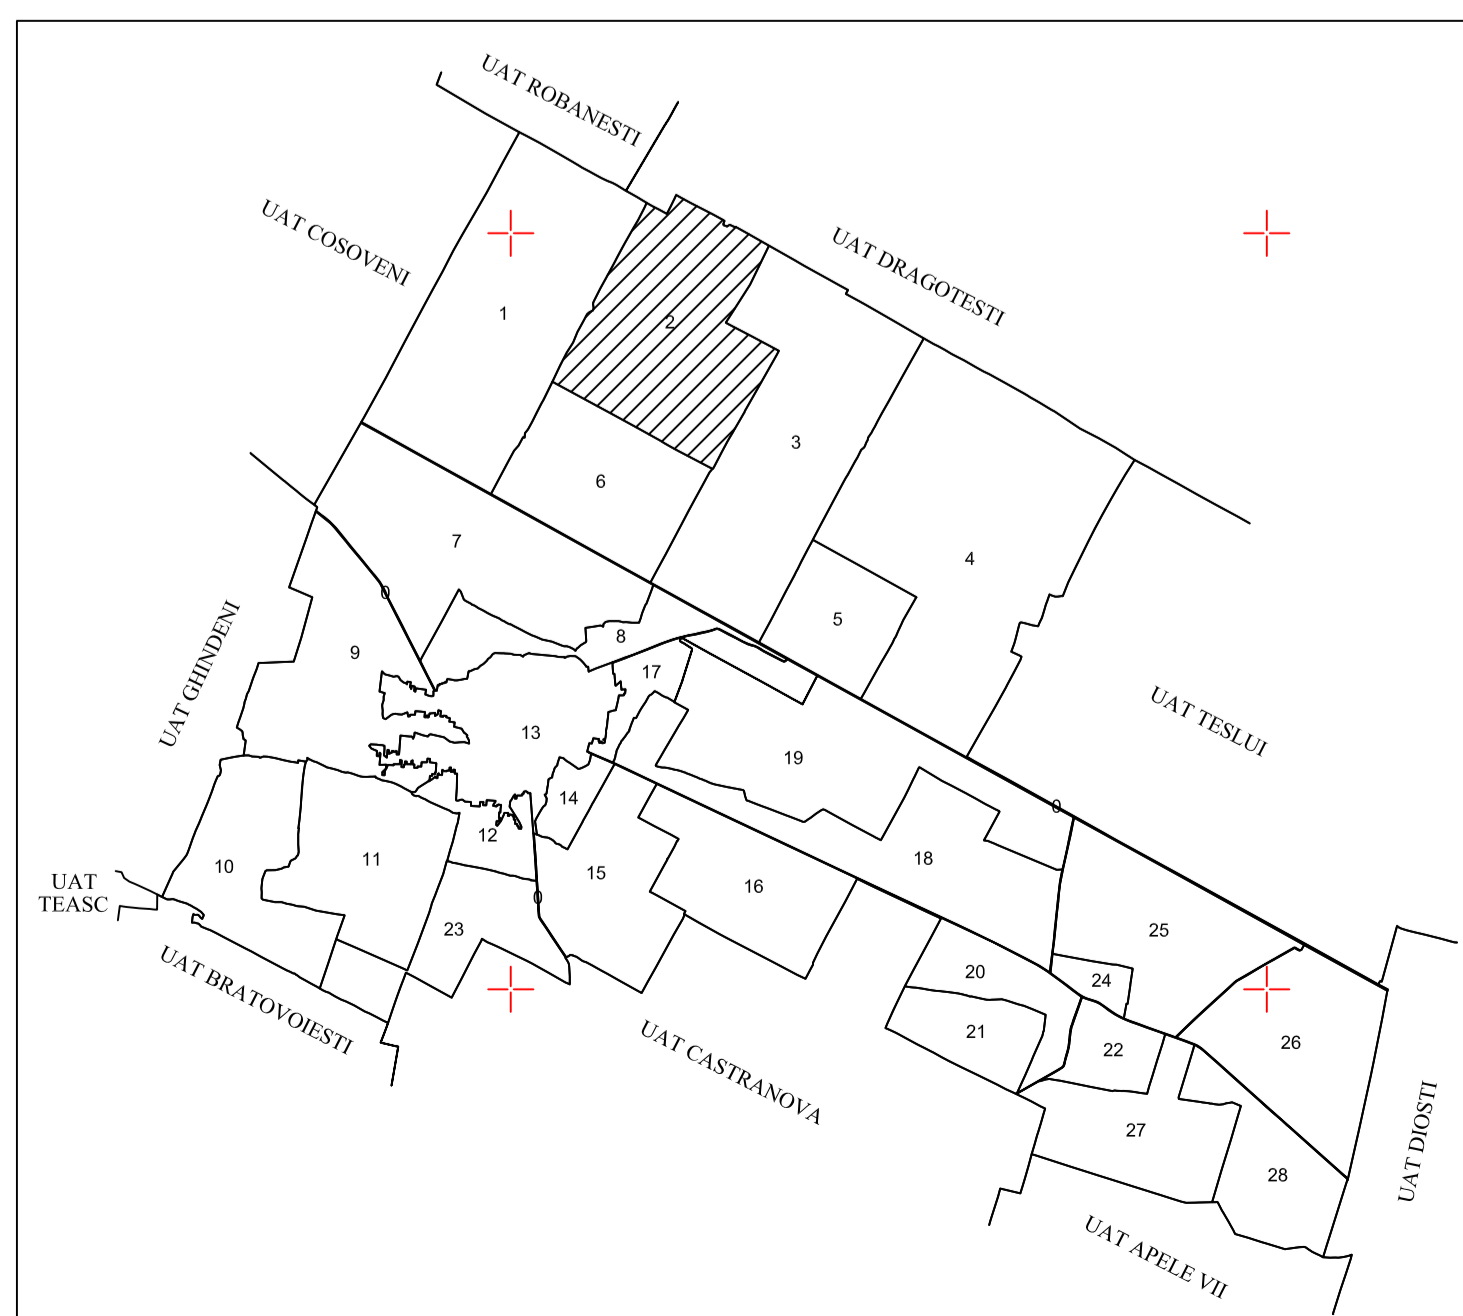 UAT ROBANESTI
UAT COSOVENI
UAT DRAGOTESTI
1
2
3
6
7
4
5
0
8
9
17
UAT GHINDENI
13
UAT TESLUI
19
14
0
12
18
10
11
15
16
UAT
TEASC
0
23
25
20
24
UAT BRATOVOIESTI
UAT CASTRANOVA
21
22
26
27
28
UAT DIOSTI
UAT APELE VII